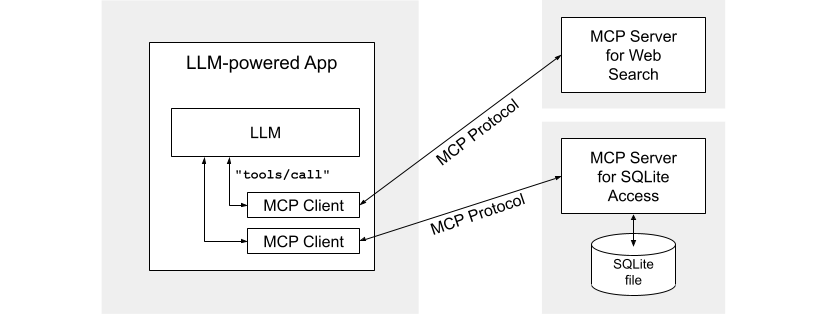 LLM-powered App
LLM
"tools/call"
MCP Client
MCP Client
MCP Protocol
MCP Protocol
MCP Server
for Web
Search
MCP Server
for SQLite
Access
SQLite
file